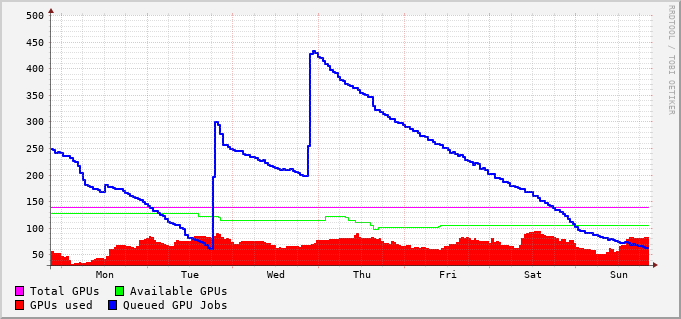 500
450
400
350
300
250
200
150
100
50
Mon Tue Wed Thu Fri Sat Sun
Total GPUs Available GPUs
GPUs used Queued GPU Jobs
RRDTOOL / TOBI OETIKER